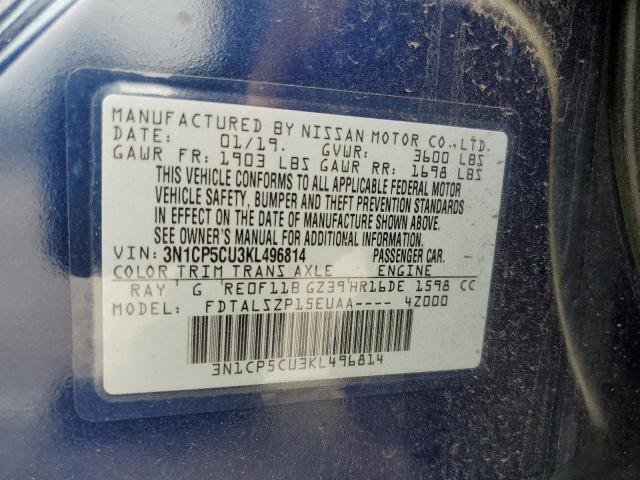 MANUFACTURED BY NISSAN MOTOR CO.,LTD.
DATE: 01/19. GVWR: 3600 LBS
GAWR FR: 1903 LBS GAWR RR: 1698 LBS
THIS VEHICLE CONFORMS TO ALL APPLICABLE FEDERAL MOTOR
VEHICLE SAFETY, BUMPER AND THEFT PREVENTION STANDARDS
IN EFFECT ON THE DATE OF MANUFACTURE SHOWN ABOVE.
SEE OWNER'S MANUAL FOR ADDITIONAL INFORMATION.
VIN: 3N1CP5CU3KL496814 PASSENGER CAR.
COLOR TRIM TRANS AXLE ENGINE
RAY G RE0F11B GZ39 HR16DE 1598 CC
MODEL: FDTALSZP15EUAA---- 4Z000
3N1CP5CU3KL496814